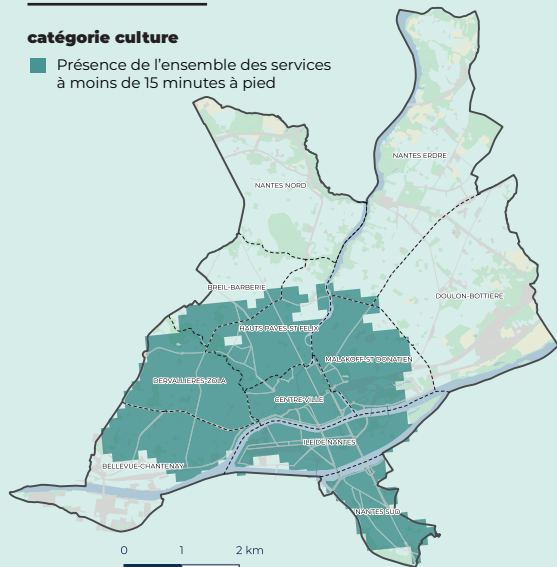 catégorie culture
Présence de l’ensemble des services
à moins de 15 minutes à pied
NANTES ERDRE
NANTES NORD
BREIL-BARBERIE
DOULON-BOTTIERE
HAUTS PAVES-ST FELIX
MALAKOFF-ST DONATIEN
DERVALLIERES-ZOLA
CENTRE-VILLE
ILE DE NANTES
BELLEVUE-CHANTENAY
NANTES SUD
0 1 2 km